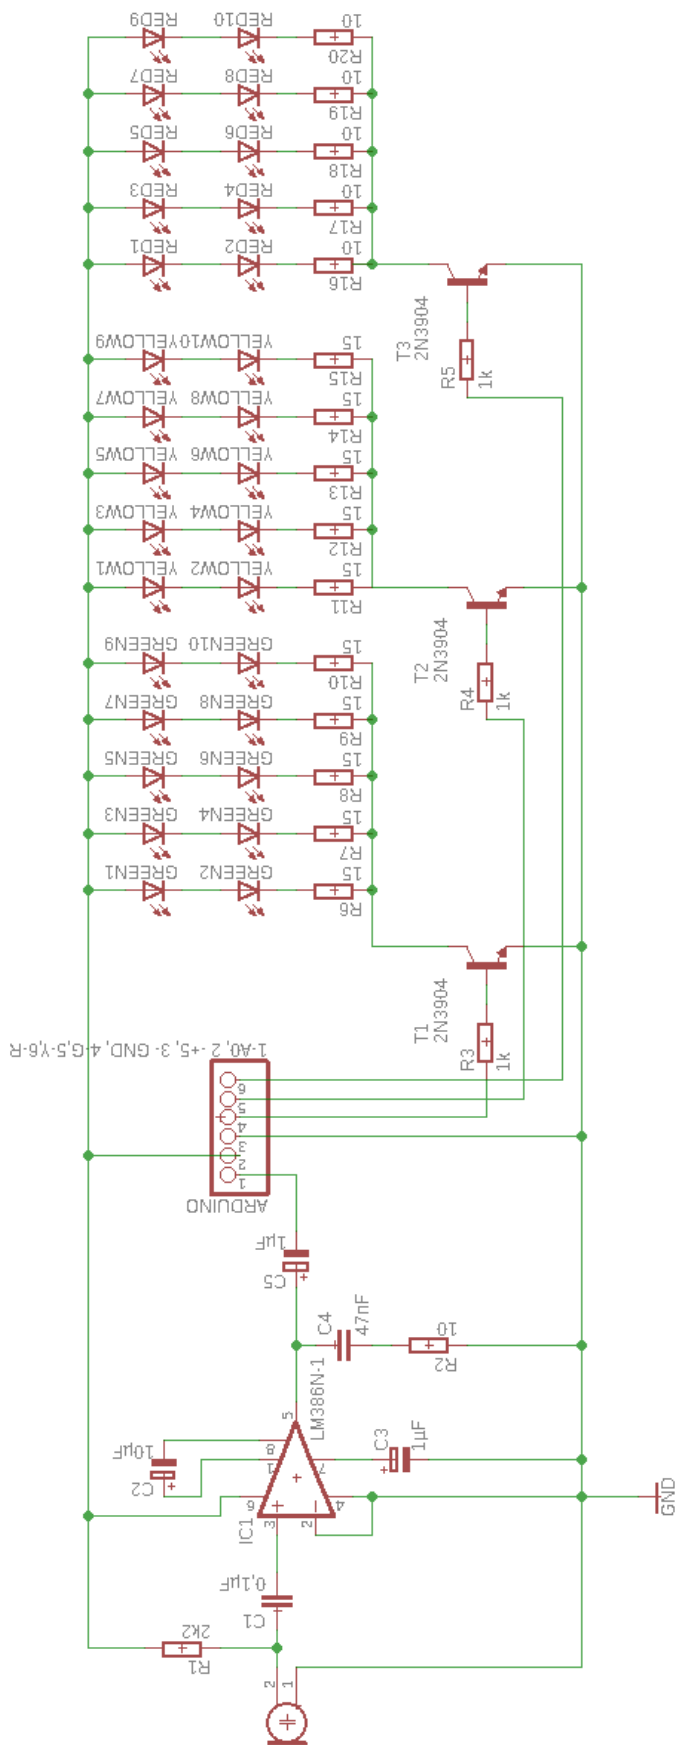 RED9 RED10 10
R20
RED7 RED8 10
R19
RED5 RED6 10
R18
RED3 RED4 10
R17
RED1 RED2 10
R16
T3
2N3904
R5
1k
YELLOW9 YELLOW10 15
R15
YELLOW7 YELLOW8 15
R14
YELLOW5 YELLOW6 15
R13
YELLOW3 YELLOW4 15
R12
YELLOW1 YELLOW2 15
R11
T2
2N3904
R4
1k
GREEN9 GREEN10 15
R10
GREEN7 GREEN8 15
R9
GREEN5 GREEN6 15
R8
GREEN3 GREEN4 15
R7
GREEN1 GREEN2 15
R6
T1
2N3904
R3
1k
1-A0, 2 - +5, 3- GND, 4-G,5-Y,6-R
6
5
4
3
2
1
ARDUINO
1µF
C5
C4
47nF
10
R2
LM386N-1
5
10µF
C2
8
1
7
C3
1µF
6
4
IC1
3
2
GND
0,1µF
C1
2k2
R1
2
1